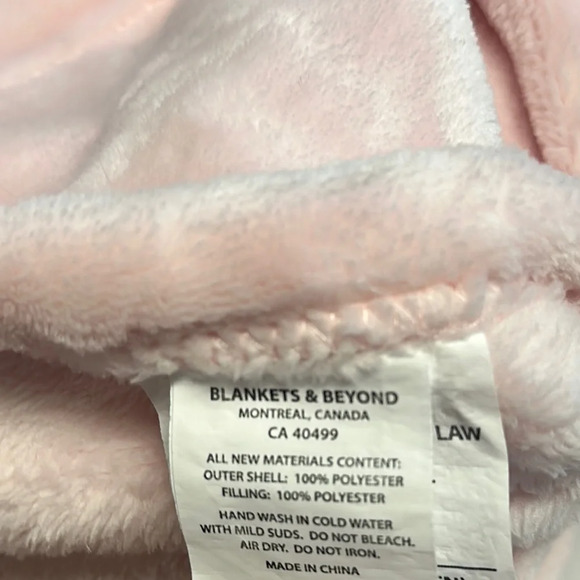 BLANKETS & BEYOND
MONTREAL, CANADA
CA 40499
ALL NEW MATERIALS CONTENT:
OUTER SHELL: 100% POLYESTER
FILLING: 100% POLYESTER
HAND WASH IN COLD WATER
WITH MILD SUDS. DO NOT BLEACH.
AIR DRY. DO NOT IRON.
MADE IN CHINA
LAW